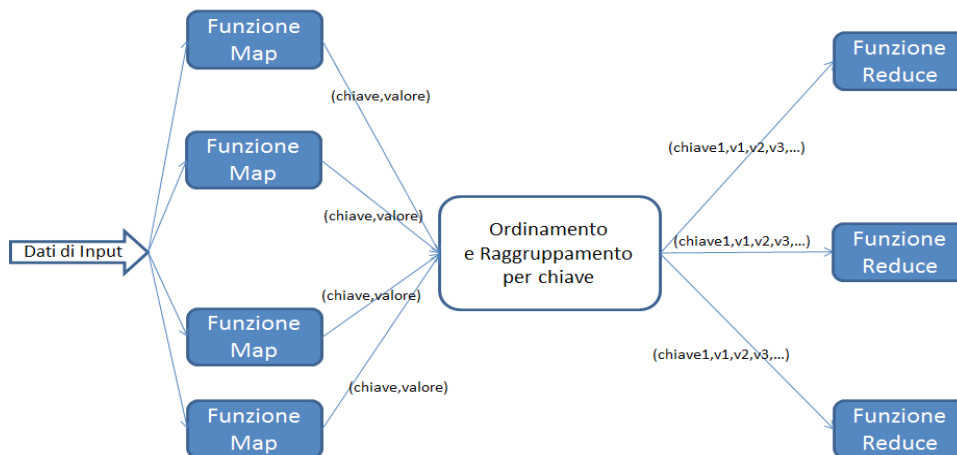 Funzione
Map
(chiave,valore)
Funzione
Map
(chiave,valore)
Dati di Input
Funzione
Map
(chiave,valore)
Funzione
Map
(chiave,valore)
Ordinamento
e Raggruppamento
per chiave
Funzione
Reduce
(chiave1,v1,v2,v3,...)
Funzione
Reduce
(chiave1,v1,v2,v3,...)
Funzione
Reduce
(chiave1,v1,v2,v3,...)